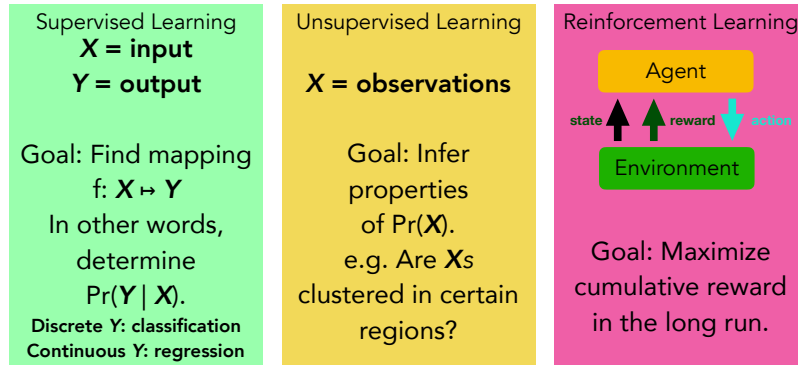 Supervised Learning
X = input
Y = output
Goal: Find mapping
f: X ↦ Y
In other words,
determine
Pr(Y | X).
Discrete Y: classification
Continuous Y: regression
Unsupervised Learning
X = observations
Goal: Infer
properties
of Pr(X).
e.g. Are Xs
clustered in certain
regions?
Reinforcement Learning
Agent
state reward action
Environment
Goal: Maximize
cumulative reward
in the long run.